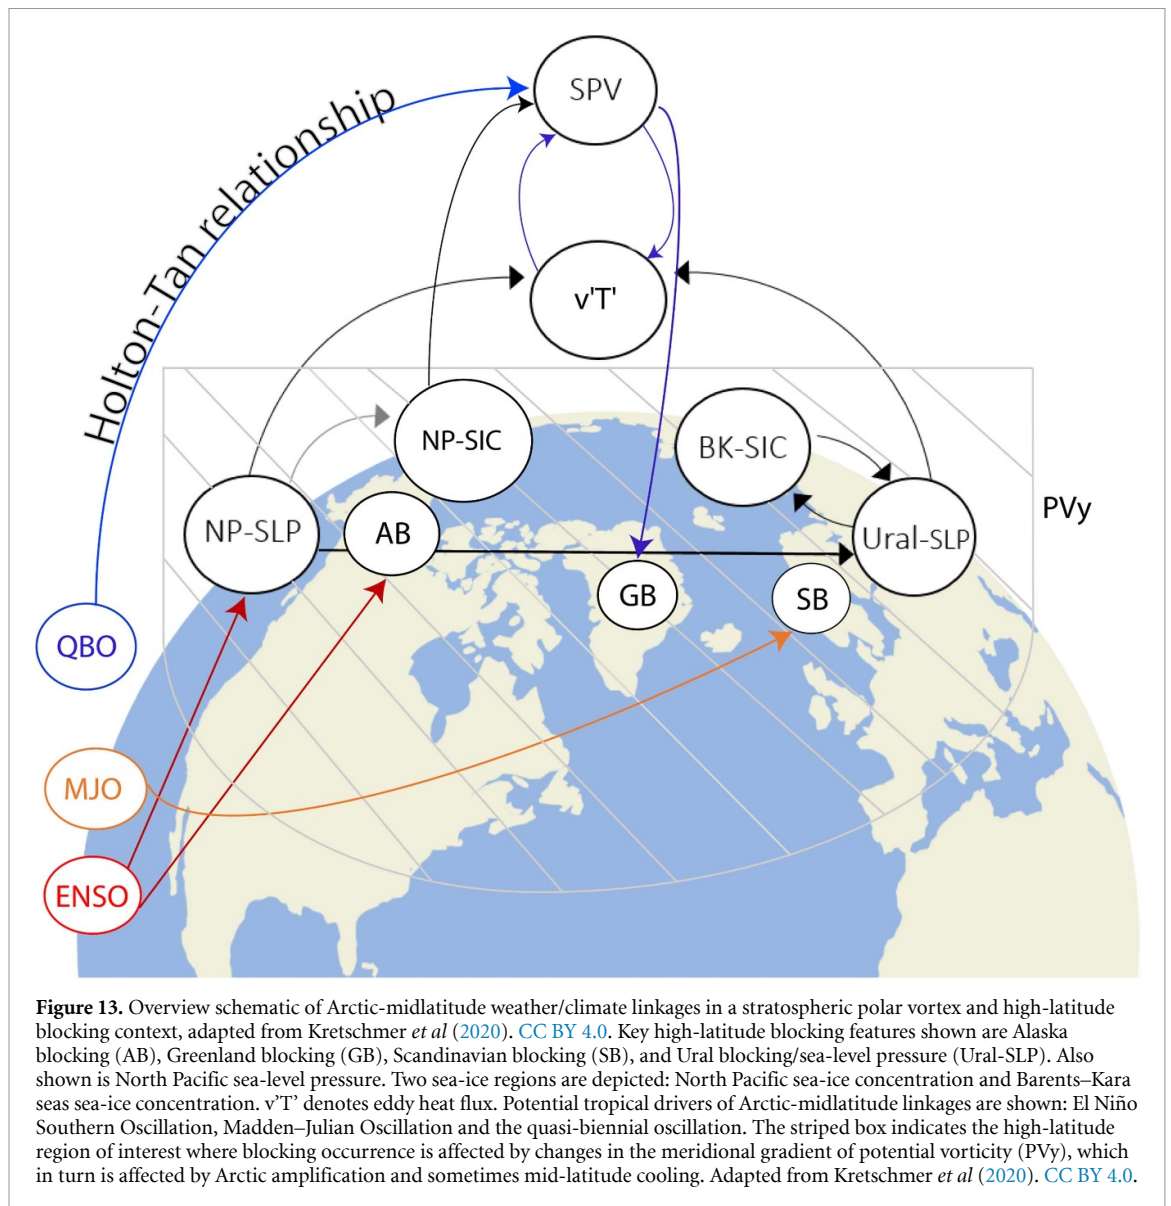 SPV
Holton-Tan relationship
v'T'
NP-SIC
BK-SIC
PVy
NP-SLP
AB
Ural-SLP
GB
SB
QBO
MJO
ENSO
Figure 13. Overview schematic of Arctic-midlatitude weather/climate linkages in a stratospheric polar vortex and high-latitude
blocking context, adapted from Kretschmer et al (2020). CC BY 4.0. Key high-latitude blocking features shown are Alaska
blocking (AB), Greenland blocking (GB), Scandinavian blocking (SB), and Ural blocking/sea-level pressure (Ural-SLP). Also
shown is North Pacific sea-level pressure. Two sea-ice regions are depicted: North Pacific sea-ice concentration and Barents–Kara
seas sea-ice concentration. v’T’ denotes eddy heat flux. Potential tropical drivers of Arctic-midlatitude linkages are shown: El Niño
Southern Oscillation, Madden–Julian Oscillation and the quasi-biennial oscillation. The striped box indicates the high-latitude
region of interest where blocking occurrence is affected by changes in the meridional gradient of potential vorticity (PVy), which
in turn is affected by Arctic amplification and sometimes mid-latitude cooling. Adapted from Kretschmer et al (2020). CC BY 4.0.